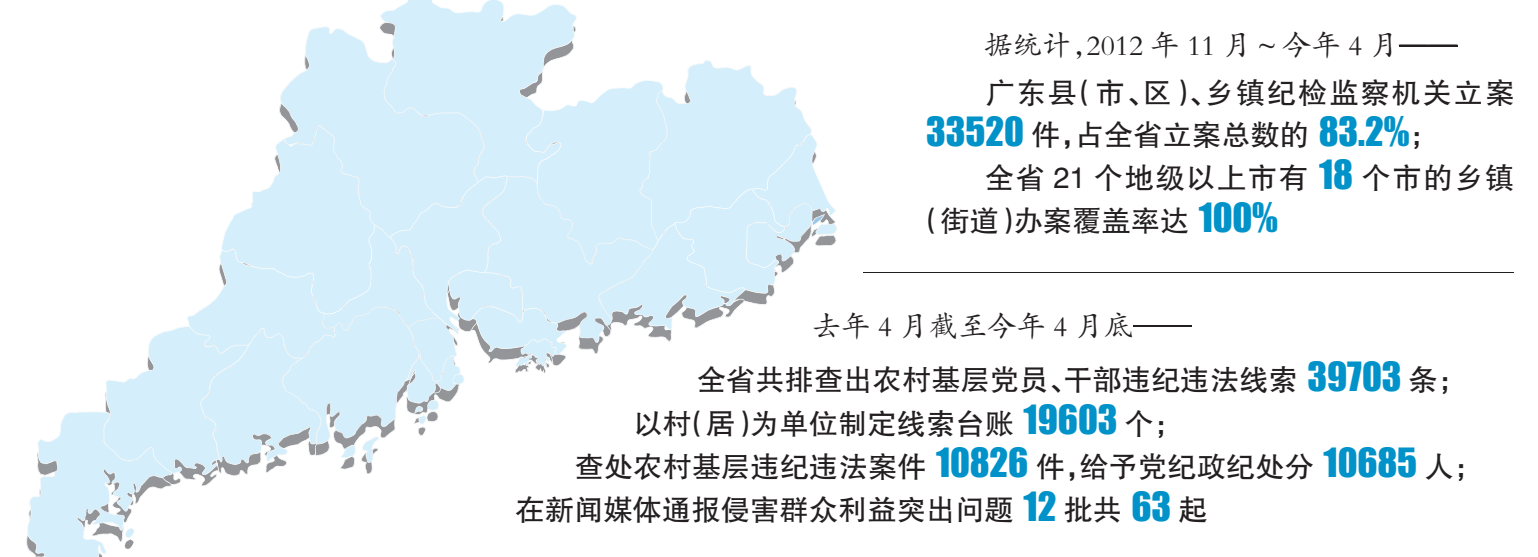 据统计,2012 年 11 月~今年 4 月——
广东县(市、区)、乡镇纪检监察机关立案
33520 件,占全省立案总数的 83.2%;
全省 21 个地级以上市有 18 个市的乡镇
(街道)办案覆盖率达 100%
去年 4 月截至今年 4 月底——
全省共排查出农村基层党员、干部违纪违法线索 39703 条;
以村(居)为单位制定线索台账 19603 个;
查处农村基层违纪违法案件 10826 件,给予党纪政纪处分 10685 人;
在新闻媒体通报侵害群众利益突出问题 12 批共 63 起